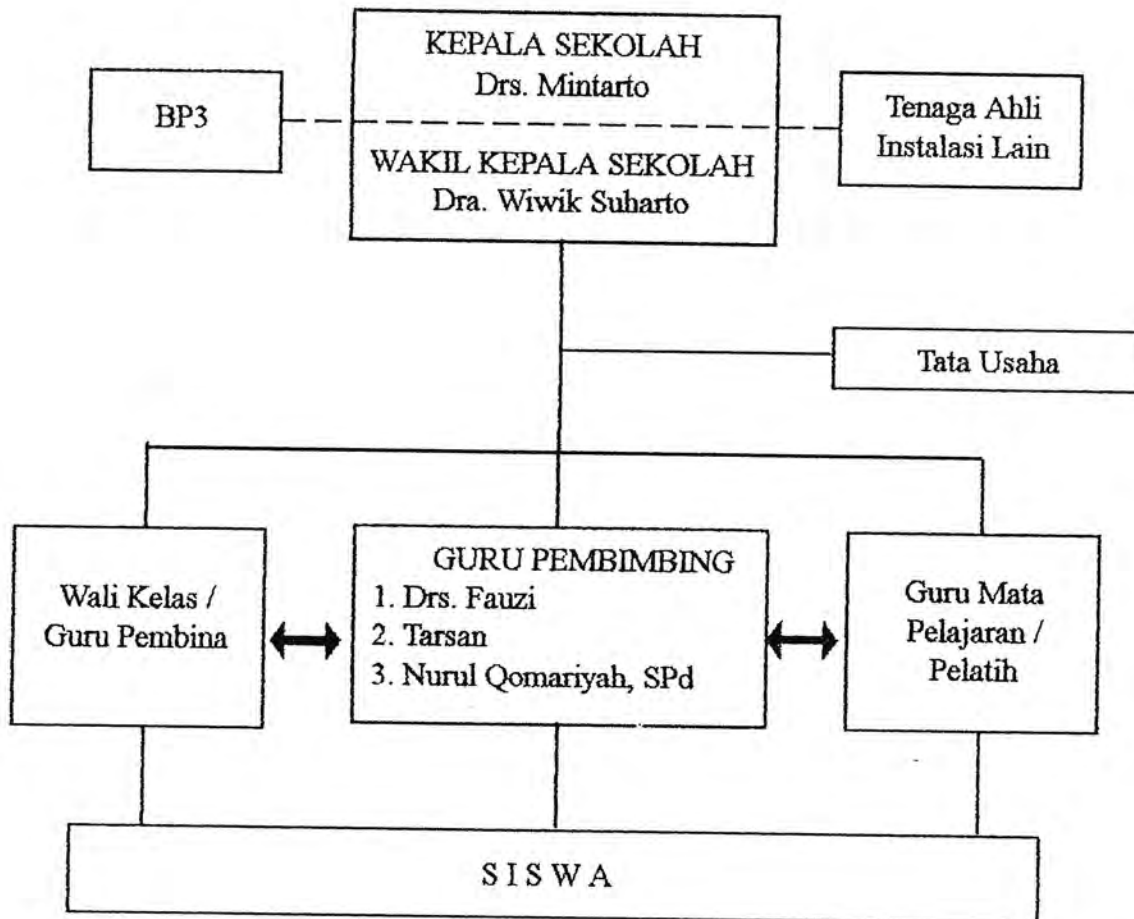 KEPALA SEKOLAH
Drs. Mintarto
BP3
Tenaga Ahli
Instalasi Lain
WAKIL KEPALA SEKOLAH
Dra. Wiwik Suharto
Tata Usaha
Wali Kelas /
Guru Pembina
GURU PEMBIMBING
1. Drs. Fauzi
2. Tarsan
3. Nurul Qomariyah, SPd
Guru Mata
Pelajaran /
Pelatih
S I S W A